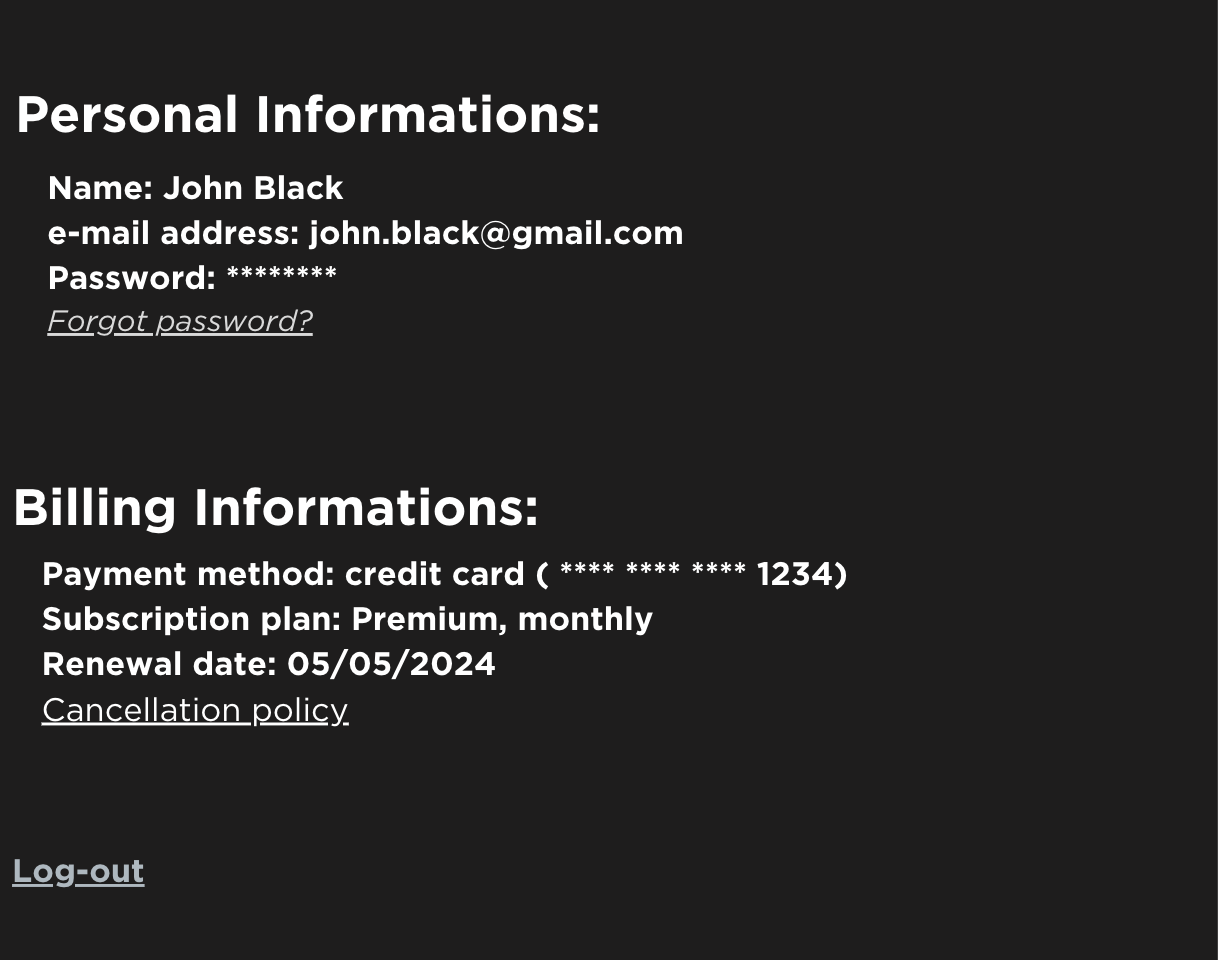 Personal Informations:
Name: John Black
e-mail address: john.black@gmail.com
Password: ********
Forgot password?
Billing Informations:
Payment method: credit card ( **** **** **** 1234)
Subscription plan: Premium, monthly
Renewal date: 05/05/2024
Cancellation policy
Log-out